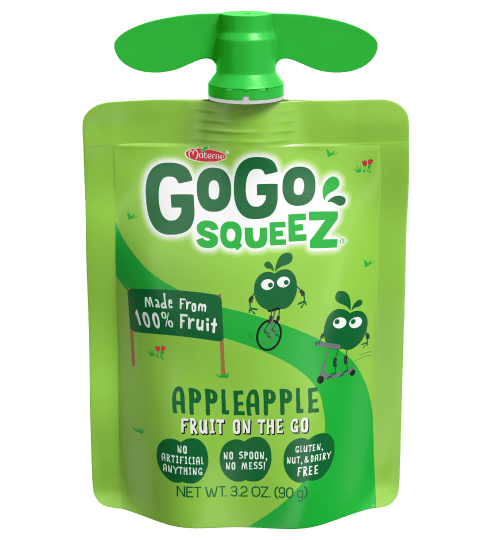 Materne
GoGo
SQUEEZ®
Made From
100% Fruit
APPLEAPPLE
FRUIT ON THE GO
NO
ARTIFICIAL
ANYTHING
NO SPOON,
NO MESS!
GLUTEN,
NUT, & DAIRY
FREE
NET WT. 3.2 OZ. (90 g)